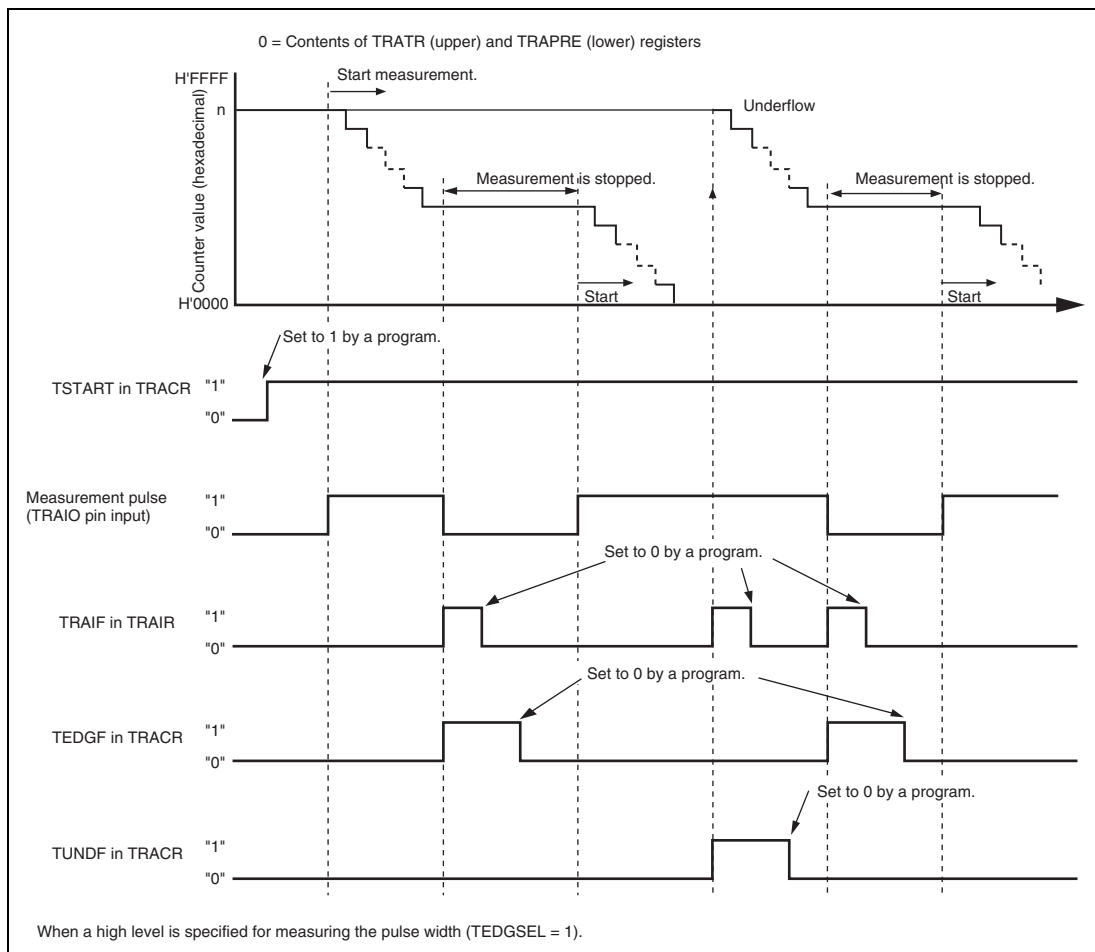 0 = Contents of TRATR (upper) and TRAPRE (lower) registers
H'FFFF
Start measurement.
n
Underflow
Counter value (hexadecimal)
Measurement is stopped.
Measurement is stopped.
Start
Start
H'0000
Set to 1 by a program.
TSTART in TRACR
"1"
"0"
Measurement pulse
(TRAIO pin input)
"1"
"0"
Set to 0 by a program.
TRAIF in TRAIR
"1"
"0"
Set to 0 by a program.
TEDGF in TRACR
"1"
"0"
Set to 0 by a program.
TUNDF in TRACR
"1"
"0"
When a high level is specified for measuring the pulse width (TEDGSEL = 1).